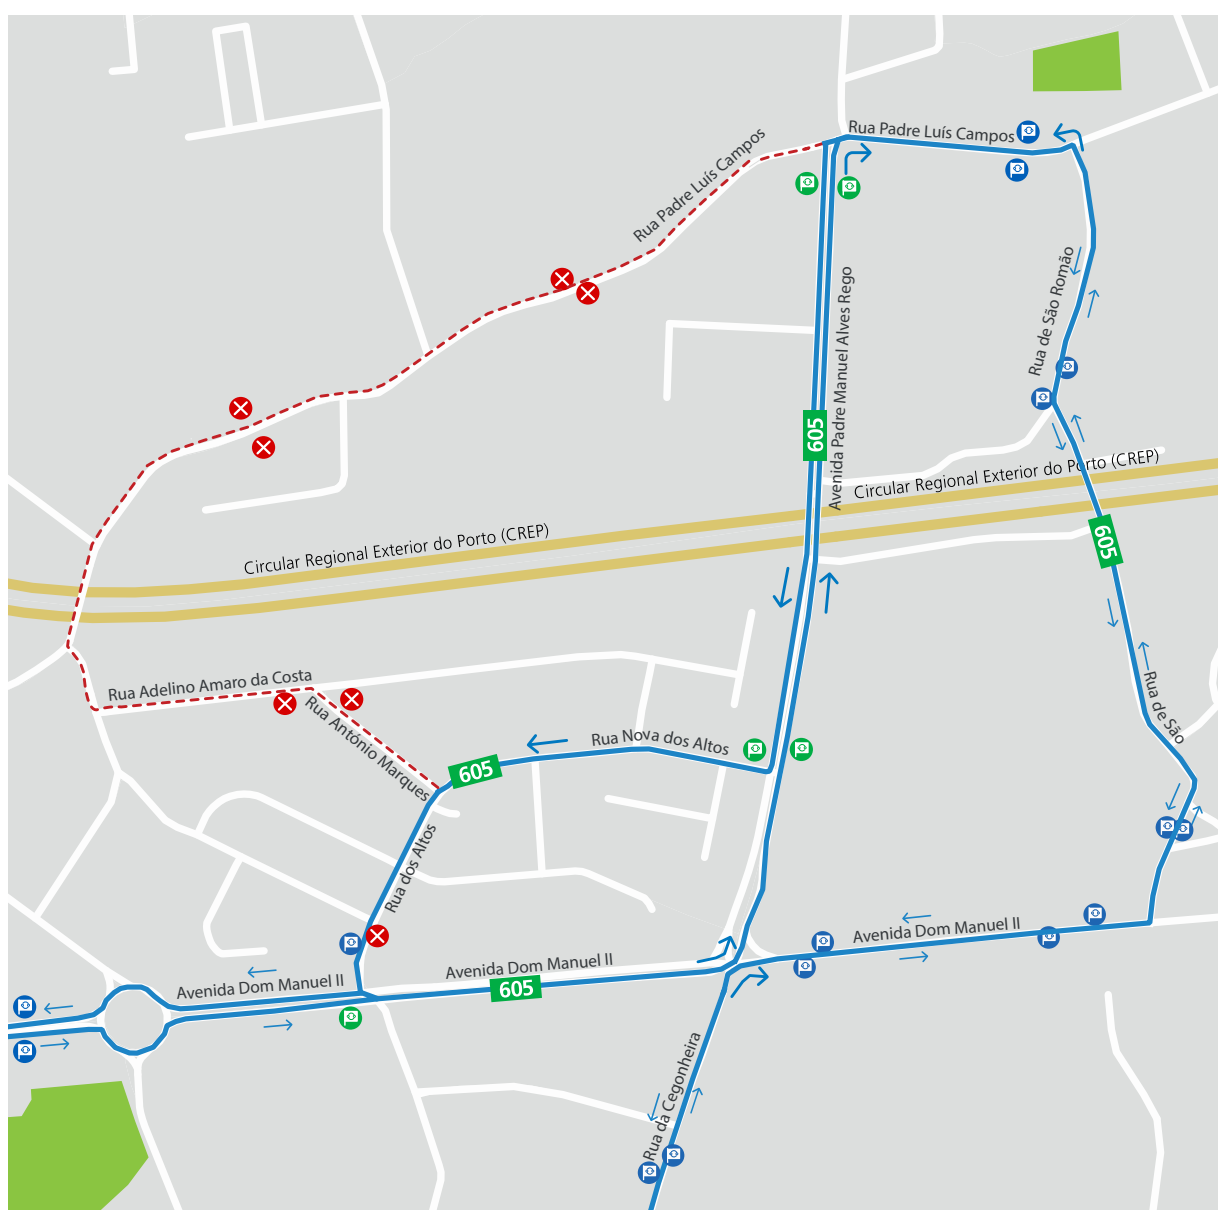 Rua Padre Luís Campos
Rua Padre Luís Campos
Rua de São Romão
Avenida Padre Manuel Alves Rego
605
Circular Regional Exterior do Porto (CREP)
Circular Regional Exterior do Porto (CREP)
605
Rua Adelino Amaro da Costa
Rua António Marques
Rua Nova dos Altos
605
Rua de São
Rua dos Altos
Avenida Dom Manuel II
Avenida Dom Manuel II
Avenida Dom Manuel II
605
Rua da Cegonheira